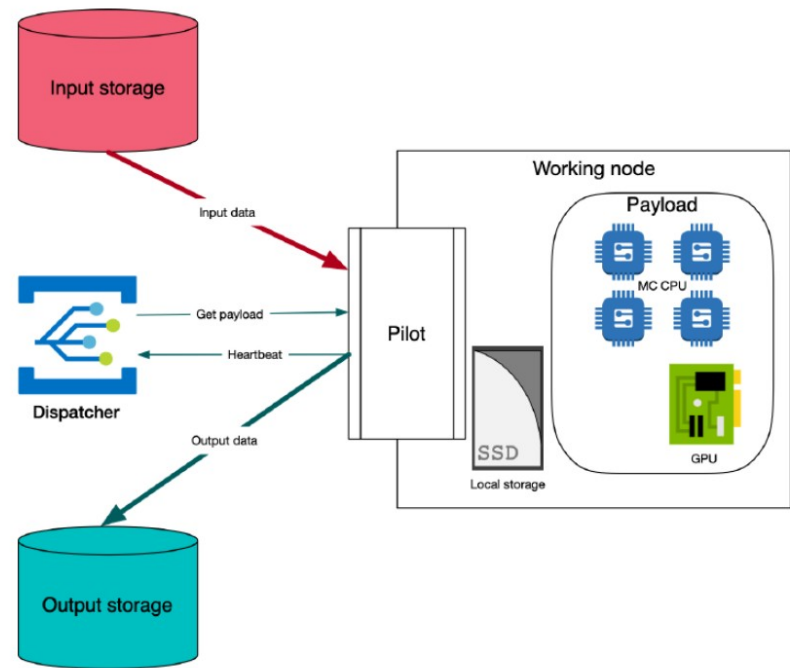 Input storage
Input data
Working node
Payload
MC CPU
Get payload
Pilot
Heartbeat
Dispatcher
Output data
SSD
GPU
Local storage
Output storage